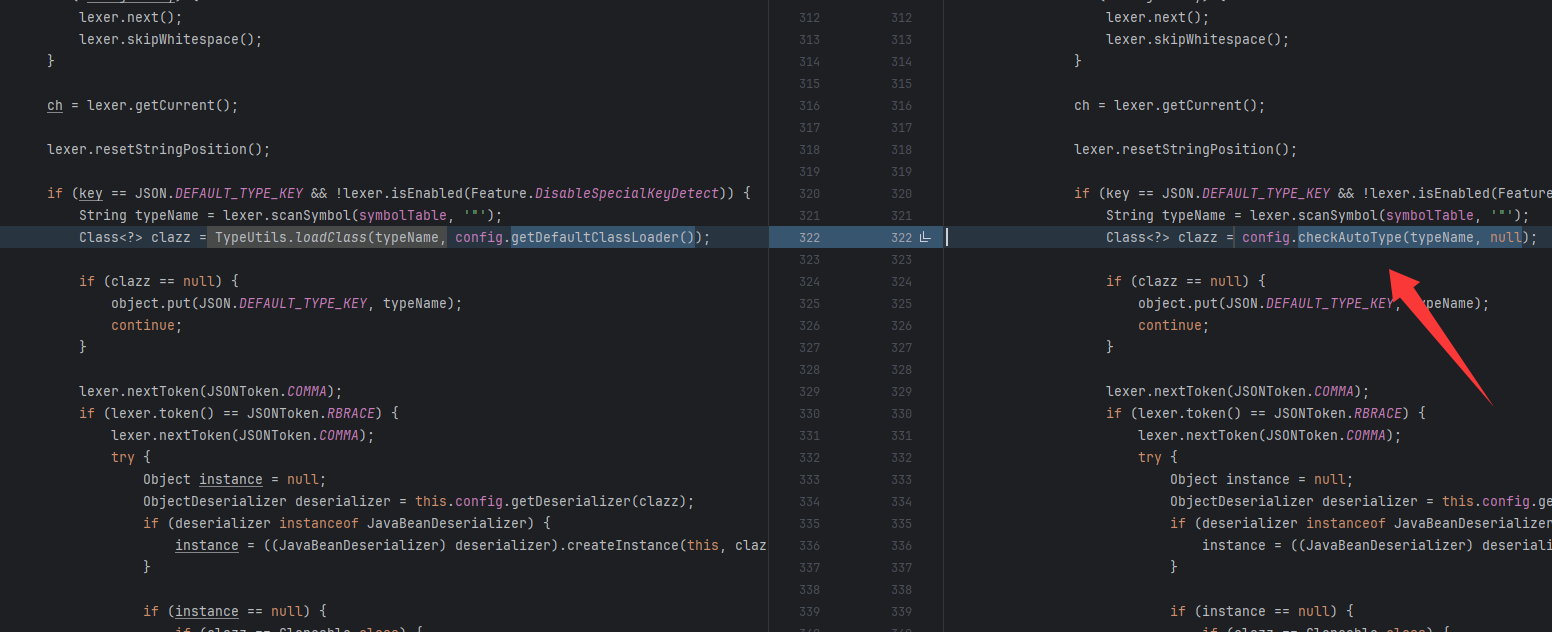 lexer.next();
lexer.skipWhitespace();
}
ch = lexer.getCurrent();
lexer.resetStringPosition();
if (key == JSON.DEFAULT_TYPE_KEY && !lexer.isEnabled(Feature.DisableSpecialKeyDetect)) {
String typeName = lexer.scanSymbol(symbolTable, '"');
Class<?> clazz = TypeUtils.loadClass(typeName, config.getDefaultClassLoader());
if (clazz == null) {
object.put(JSON.DEFAULT_TYPE_KEY, typeName);
continue;
}
lexer.nextToken(JSONToken.COMMA);
if (lexer.token() == JSONToken.RBRACE) {
lexer.nextToken(JSONToken.COMMA);
try {
Object instance = null;
ObjectDeserializer deserializer = this.config.getDeserializer(clazz);
if (deserializer instanceof JavaBeanDeserializer) {
instance = ((JavaBeanDeserializer) deserializer).createInstance(this, claz
}
if (instance == null) {
312 312
313 313
314 314
315 315
316 316
317 317
318 318
319 319
320 320
321 321
322 322
323 323
324 324
325 325
326 326
327 327
328 328
329 329
330 330
331 331
332 332
333 333
334 334
335 335
336 336
337 337
338 338
339 339
lexer.next();
lexer.skipWhitespace();
}
ch = lexer.getCurrent();
lexer.resetStringPosition();
if (key == JSON.DEFAULT_TYPE_KEY && !lexer.isEnabled(Feature
String typeName = lexer.scanSymbol(symbolTable, '"');
Class<?> clazz = config.checkAutoType(typeName, null);
if (clazz == null) {
object.put(JSON.DEFAULT_TYPE_KEY, typeName);
continue;
}
lexer.nextToken(JSONToken.COMMA);
if (lexer.token() == JSONToken.RBRACE) {
lexer.nextToken(JSONToken.COMMA);
try {
Object instance = null;
ObjectDeserializer deserializer = this.config.ge
if (deserializer instanceof JavaBeanDeserializer
instance = ((JavaBeanDeserializer) deseriali
}
if (instance == null) {